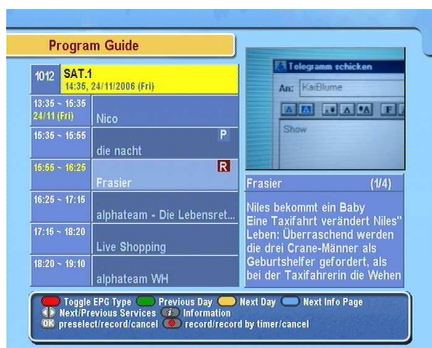 Program Guide
1012 SAT.1
14:35, 24/11/2006 (Fri)
13:35 ~ 15:35
24/11 (Fri)
Nico
15:35 ~ 15:55
P
die nacht
15:55 ~ 16:25
R
Frasier
16:25 ~ 17:15
alphateam - Die Lebensret...
17:15 ~ 18:20
Live Shopping
18:20 ~ 19:10
alphateam WH
Telegramm schicken
An: KaiBlume
Show
Frasier (1/4)
Niles bekommt ein Baby
Eine Taxifahrt verändert Niles"
Leben: Überraschend werden
die drei Crane-Männer als
Geburtshelfer gefordert, als
bei der Taxifahrerin die Wehen
Toggle EPG Type Previous Day Next Day Next Info Page
Next/Previous Services i Information
OK preselect/record/cancel record/record by timer/cancel